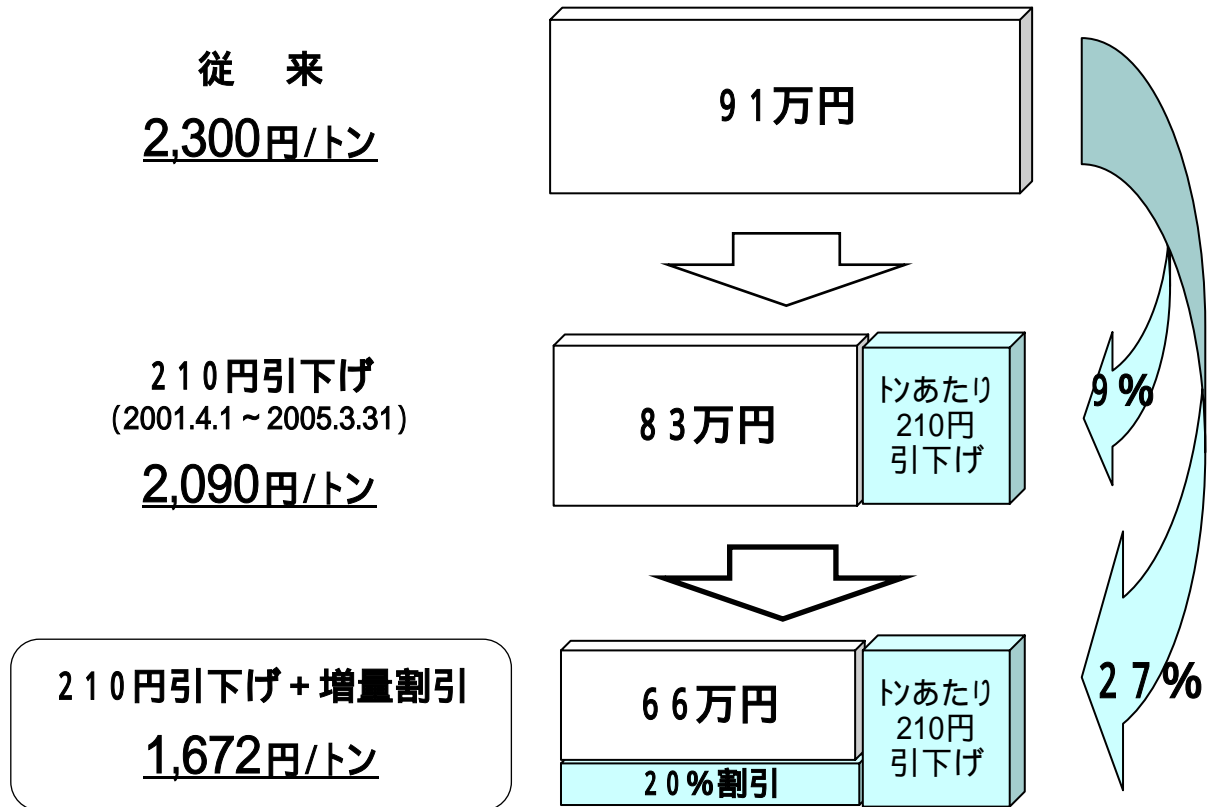 従　来
2,300円/トン
91万円
210円引下げ
(2001.4.1～2005.3.31)
2,090円/トン
83万円
トンあたり
210円
引下げ
9%
210円引下げ+増量割引
1,672円/トン
66万円
20%割引
トンあたり
210円
引下げ
27%